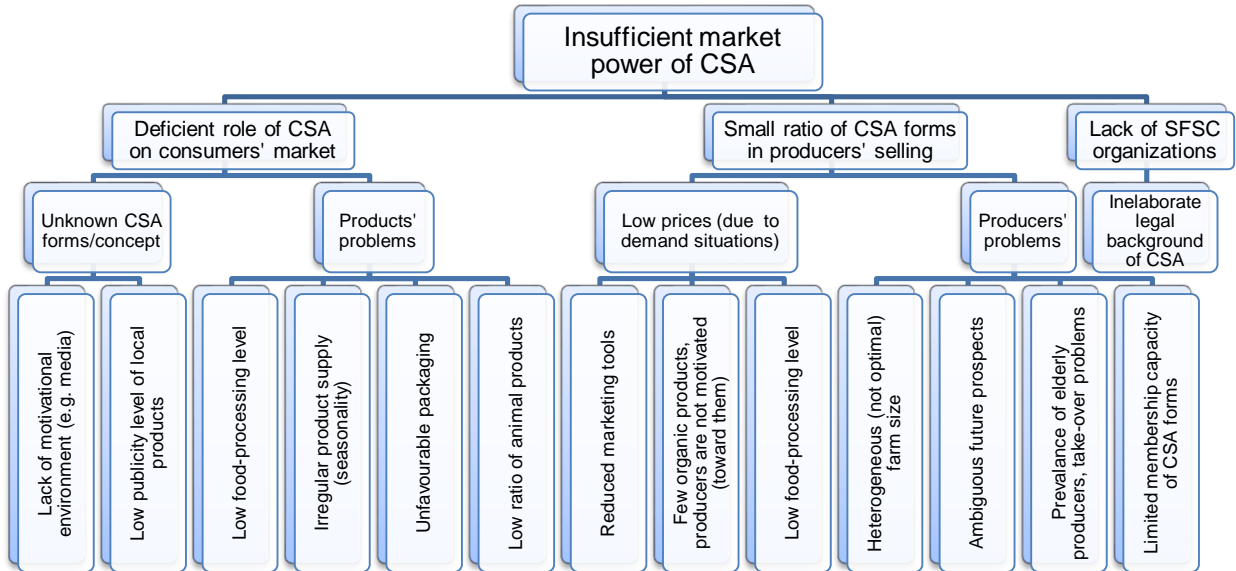 Insufficient market
power of CSA
Deficient role of CSA
on consumers' market
Small ratio of CSA forms
in producers' selling
Lack of SFSC
organizations
Unknown CSA
forms/concept
Products'
problems
Low prices (due to
demand situations)
Producers'
problems
Inelaborate
legal
background
of CSA
Lack of motivational
environment (e.g. media)
Low publicity level of local
products
Low food-processing level
Irregular product supply
(seasonality)
Unfavourable packaging
Low ratio of animal products
Reduced marketing tools
Few organic products,
producers are not motivated
(toward them)
Low food-processing level
Heterogeneous (not optimal)
farm size
Ambiguous future prospects
Prevalance of elderly
producers, take-over problems
Limited membership capacity
of CSA forms